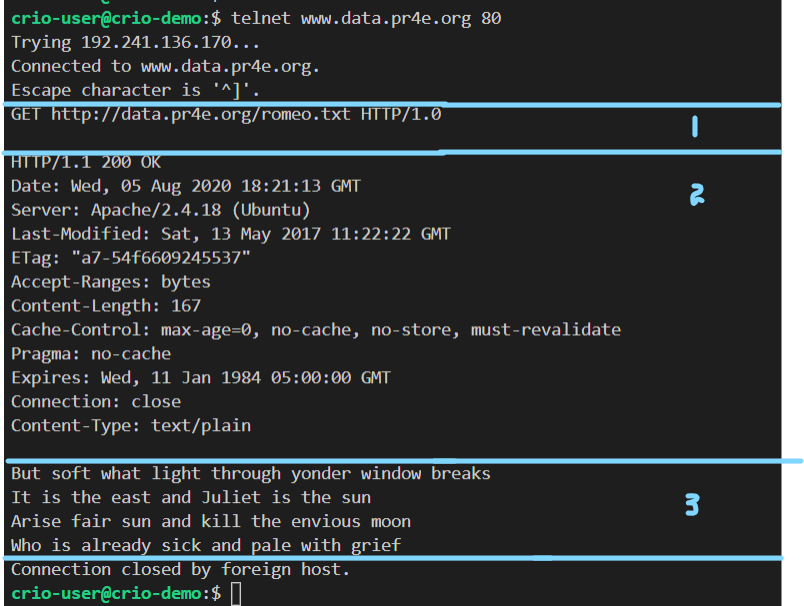 crio-user@crio-demo:$ telnet www.data.pr4e.org 80
Trying 192.241.136.170...
Connected to www.data.pr4e.org.
Escape character is '^]'.
GET http://data.pr4e.org/romeo.txt HTTP/1.0
1
HTTP/1.1 200 OK
Date: Wed, 05 Aug 2020 18:21:13 GMT
2
Server: Apache/2.4.18 (Ubuntu)
Last-Modified: Sat, 13 May 2017 11:22:22 GMT
ETag: "a7-54f6609245537"
Accept-Ranges: bytes
Content-Length: 167
Cache-Control: max-age=0, no-cache, no-store, must-revalidate
Pragma: no-cache
Expires: Wed, 11 Jan 1984 05:00:00 GMT
Connection: close
Content-Type: text/plain
But soft what light through yonder window breaks
It is the east and Juliet is the sun
3
Arise fair sun and kill the envious moon
Who is already sick and pale with grief
Connection closed by foreign host.
crio-user@crio-demo:$